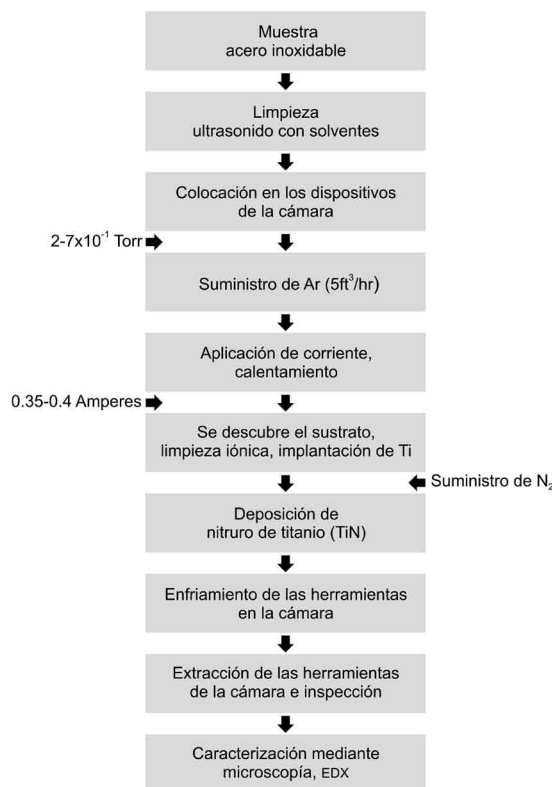 Muestra
acero inoxidable
Limpieza
ultrasonido con solventes
Colocación en los dispositivos
de la cámara
2-7x10⁻¹ Torr
Suministro de Ar (5ft³/hr)
Aplicación de corriente,
calentamiento
0.35-0.4 Amperes
Se descubre el sustrato,
limpieza iónica, implantación de Ti
Suministro de N₂
Deposición de
nitruro de titanio (TiN)
Enfriamiento de las herramientas
en la cámara
Extracción de las herramientas
de la cámara e inspección
Caracterización mediante
microscopía, EDX